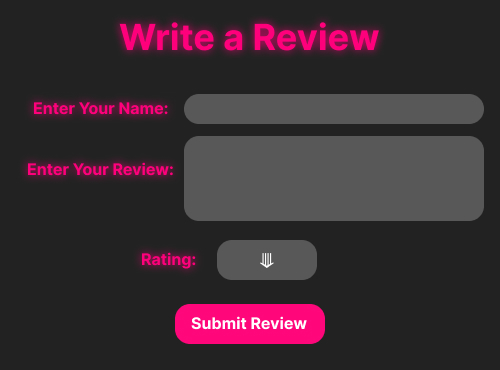 Write a Review
Enter Your Name:
Enter Your Review:
Rating: ⤋
Submit Review